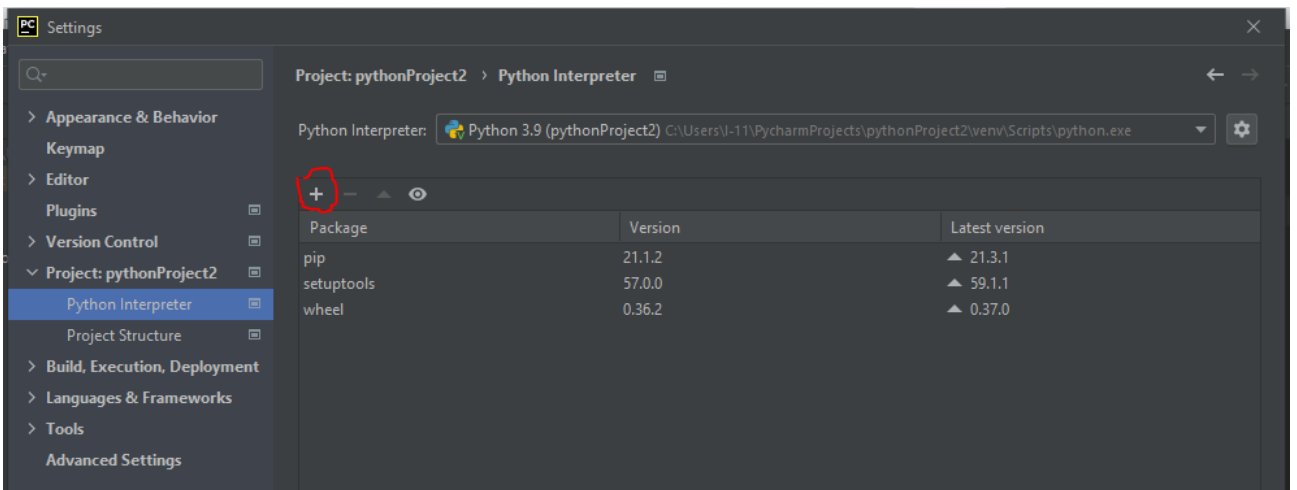 PC Settings
Project: pythonProject2 > Python Interpreter
> Appearance & Behavior
Keymap
> Editor
Plugins
> Version Control
> Project: pythonProject2
Python Interpreter
Project Structure
> Build, Execution, Deployment
> Languages & Frameworks
> Tools
Advanced Settings
Python Interpreter: Python 3.9 (pythonProject2) C:\Users\I-11\PycharmProjects\pythonProject2\venv\Scripts\python.exe
Package Version Latest version
pip 21.1.2 21.3.1
setuptools 57.0.0 59.1.1
wheel 0.36.2 0.37.0